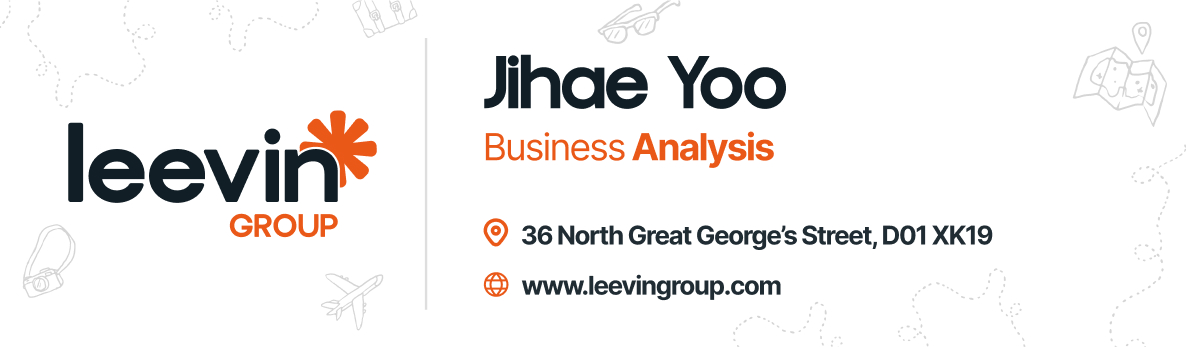 leevin
GROUP
Jihae Yoo
Business Analysis
36 North Great George’s Street, D01 XK19
www.leevingroup.com